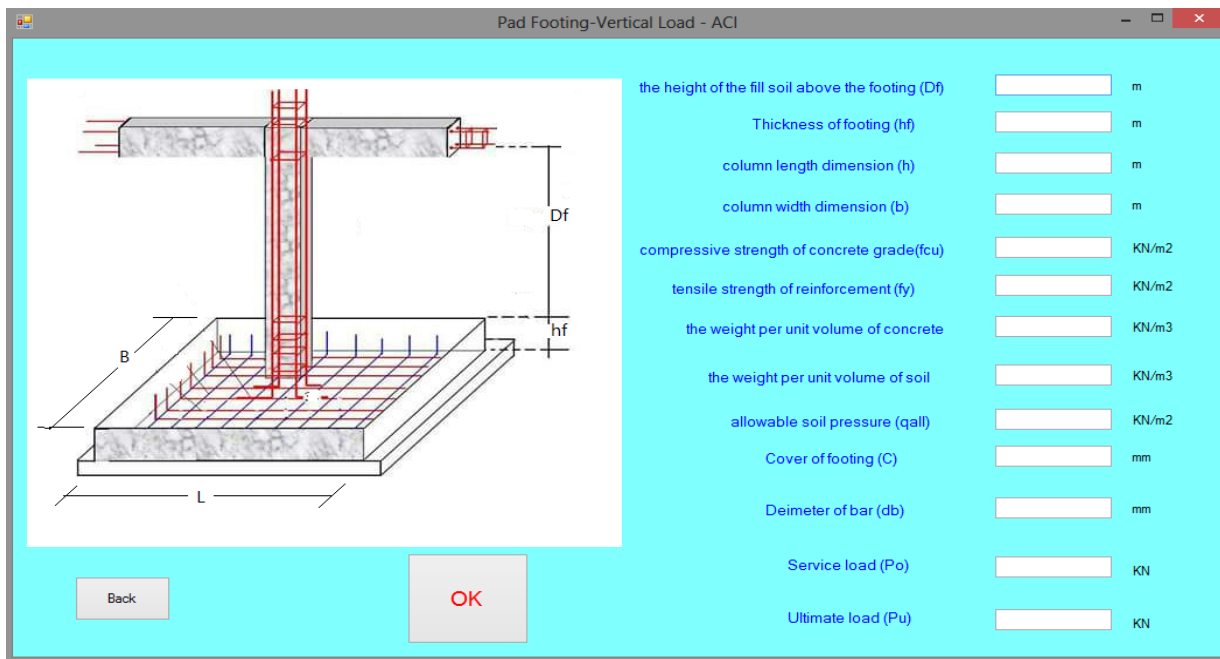 Pad Footing-Vertical Load - ACI
Df
hf
B
L
Back
OK
the height of the fill soil above the footing (Df) m
Thickness of footing (hf) m
column length dimension (h) m
column width dimension (b) m
compressive strength of concrete grade(fcu) KN/m2
tensile strength of reinforcement (fy) KN/m2
the weight per unit volume of concrete KN/m3
the weight per unit volume of soil KN/m3
allowable soil pressure (qall) KN/m2
Cover of footing (C) mm
Deimeter of bar (db) mm
Service load (Po) KN
Ultimate load (Pu) KN